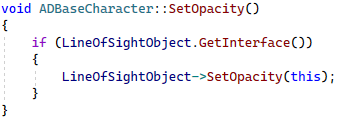 void ADBaseCharacter::SetOpacity()
{
    if (LineOfSightObject.GetInterface())
    {
        LineOfSightObject->SetOpacity(this);
    }
}